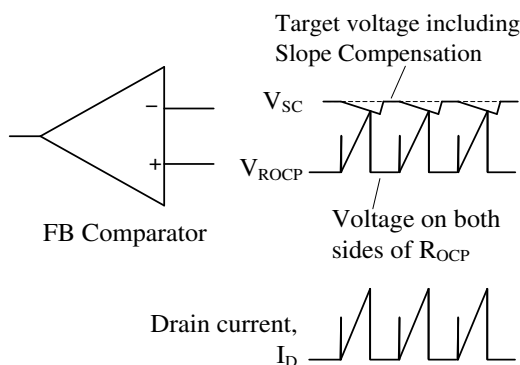 Target voltage including
Slope Compensation
−
V_SC
+
V_ROCP
FB Comparator
Voltage on both
sides of R_OCP
Drain current,
I_D